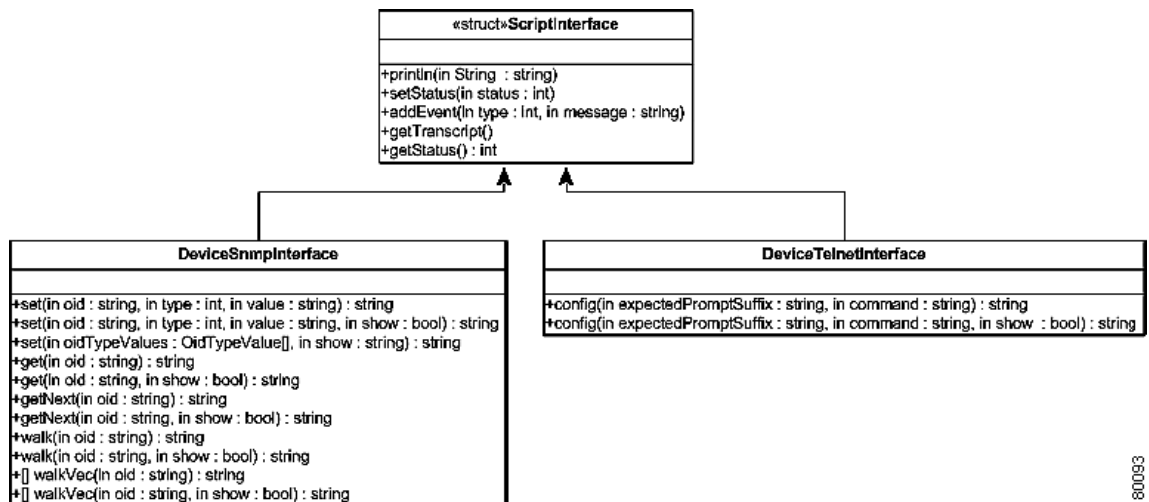 «struct»ScriptInterface
+println(in String : string)
+setStatus(in status : int)
+addEvent(in type : int, in message : string)
+getTranscript()
+getStatus() : int
DeviceSnmpInterface
+set(in oid : string, in type : int, in value : string) : string
+set(in oid : string, in type : int, in value : string, in show : bool) : string
+set(in oidTypeValues : OidTypeValue[], in show : string) : string
+get(in oid : string) : string
+get(in oid : string, in show : bool) : string
+getNext(in oid : string) : string
+getNext(in oid : string, in show : bool) : string
+walk(in oid : string) : string
+walk(in oid : string, in show : bool) : string
+[] walkVec(in oid : string) : string
+[] walkVec(in oid : string, in show : bool) : string
DeviceTelnetInterface
+config(in expectedPromptSuffix : string, in command : string) : string
+config(in expectedPromptSuffix : string, in command : string, in show : bool) : string
80093